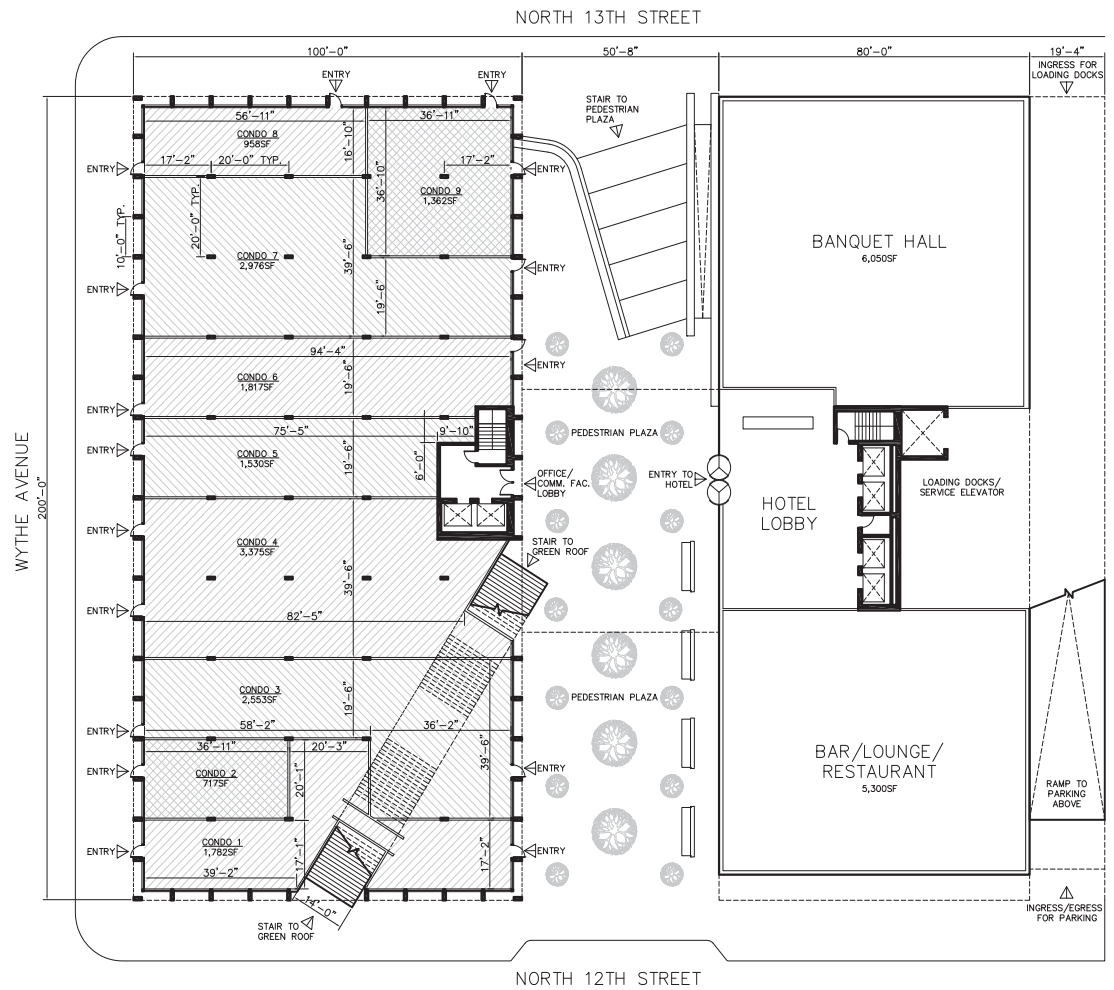 NORTH 13TH STREET
100'-0"
50'-8"
80'-0"
19'-4"
INGRESS FOR
LOADING DOCKS
ENTRY
ENTRY
STAIR TO
PEDESTRIAN
PLAZA
56'-11"
36'-11"
CONDO 8
958SF
16'-10"
ENTRY
17'-2"
20'-0" TYP.
17'-2"
ENTRY
36'-10"
CONDO 9
1,362SF
20'-0" TYP.
10'-0" TYP.
BANQUET HALL
6,050SF
CONDO 7
2,976SF
39'-6"
ENTRY
ENTRY
19'-6"
94'-4"
ENTRY
CONDO 6
1,817SF
19'-6"
ENTRY
75'-5"
9'-10"
PEDESTRIAN PLAZA
ENTRY
CONDO 5
1,530SF
19'-6"
6'-0"
OFFICE/
COMM. FAC.
LOBBY
ENTRY TO
HOTEL
LOADING DOCKS/
SERVICE ELEVATOR
HOTEL
LOBBY
WYTHE AVENUE
200'-0"
ENTRY
CONDO 4
3,375SF
STAIR TO
GREEN ROOF
39'-6"
ENTRY
82'-5"
CONDO 3
2,553SF
19'-6"
PEDESTRIAN PLAZA
ENTRY
58'-2"
36'-2"
36'-11"
20'-3"
39'-6"
BAR/LOUNGE/
RESTAURANT
5,300SF
ENTRY
CONDO 2
717SF
20'-1"
ENTRY
RAMP TO
PARKING
ABOVE
ENTRY
CONDO 1
1,782SF
17'-1"
17'-2"
ENTRY
39'-2"
14'-0"
INGRESS/EGRESS
FOR PARKING
STAIR TO
GREEN ROOF
NORTH 12TH STREET